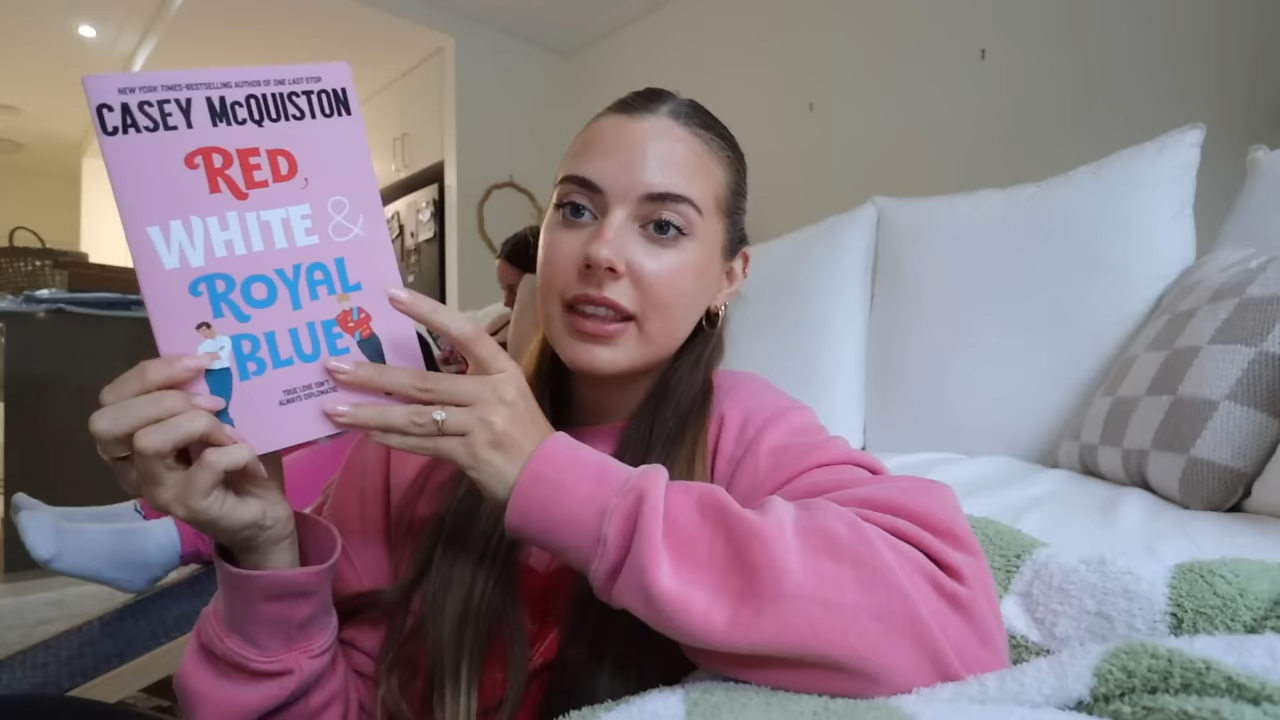 NEW YORK TIMES-BESTSELLING AUTHOR OF ONE LAST STOP
CASEY McQUISTON
RED,
WHITE &
ROYAL
BLUE
TRUE LOVE ISN'T
ALWAYS DIPLOMATIC